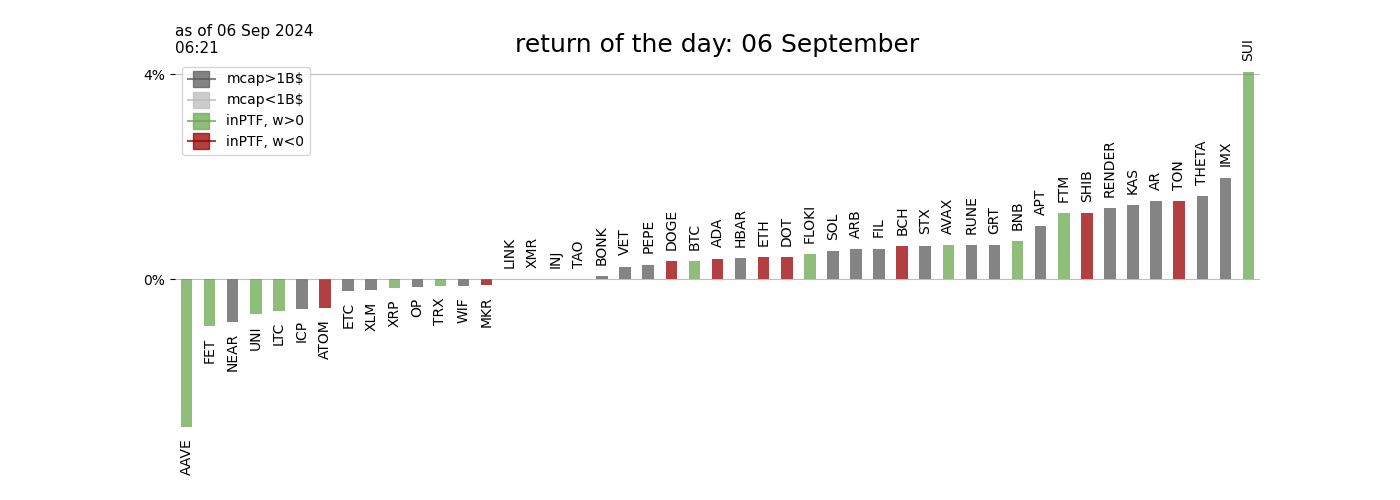 as of 06 Sep 2024
06:21
return of the day: 06 September
4%
0%
mcap>1B$
mcap<1B$
inPTF, w>0
inPTF, w<0
AAVE
FET
NEAR
UNI
LTC
ICP
ATOM
ETC
XLM
XRP
OP
TRX
WIF
MKR
LINK
XMR
INJ
TAO
BONK
VET
PEPE
DOGE
BTC
ADA
HBAR
ETH
DOT
FLOKI
SOL
ARB
FIL
BCH
STX
AVAX
RUNE
GRT
BNB
APT
FTM
SHIB
RENDER
KAS
AR
TON
THETA
IMX
SUI